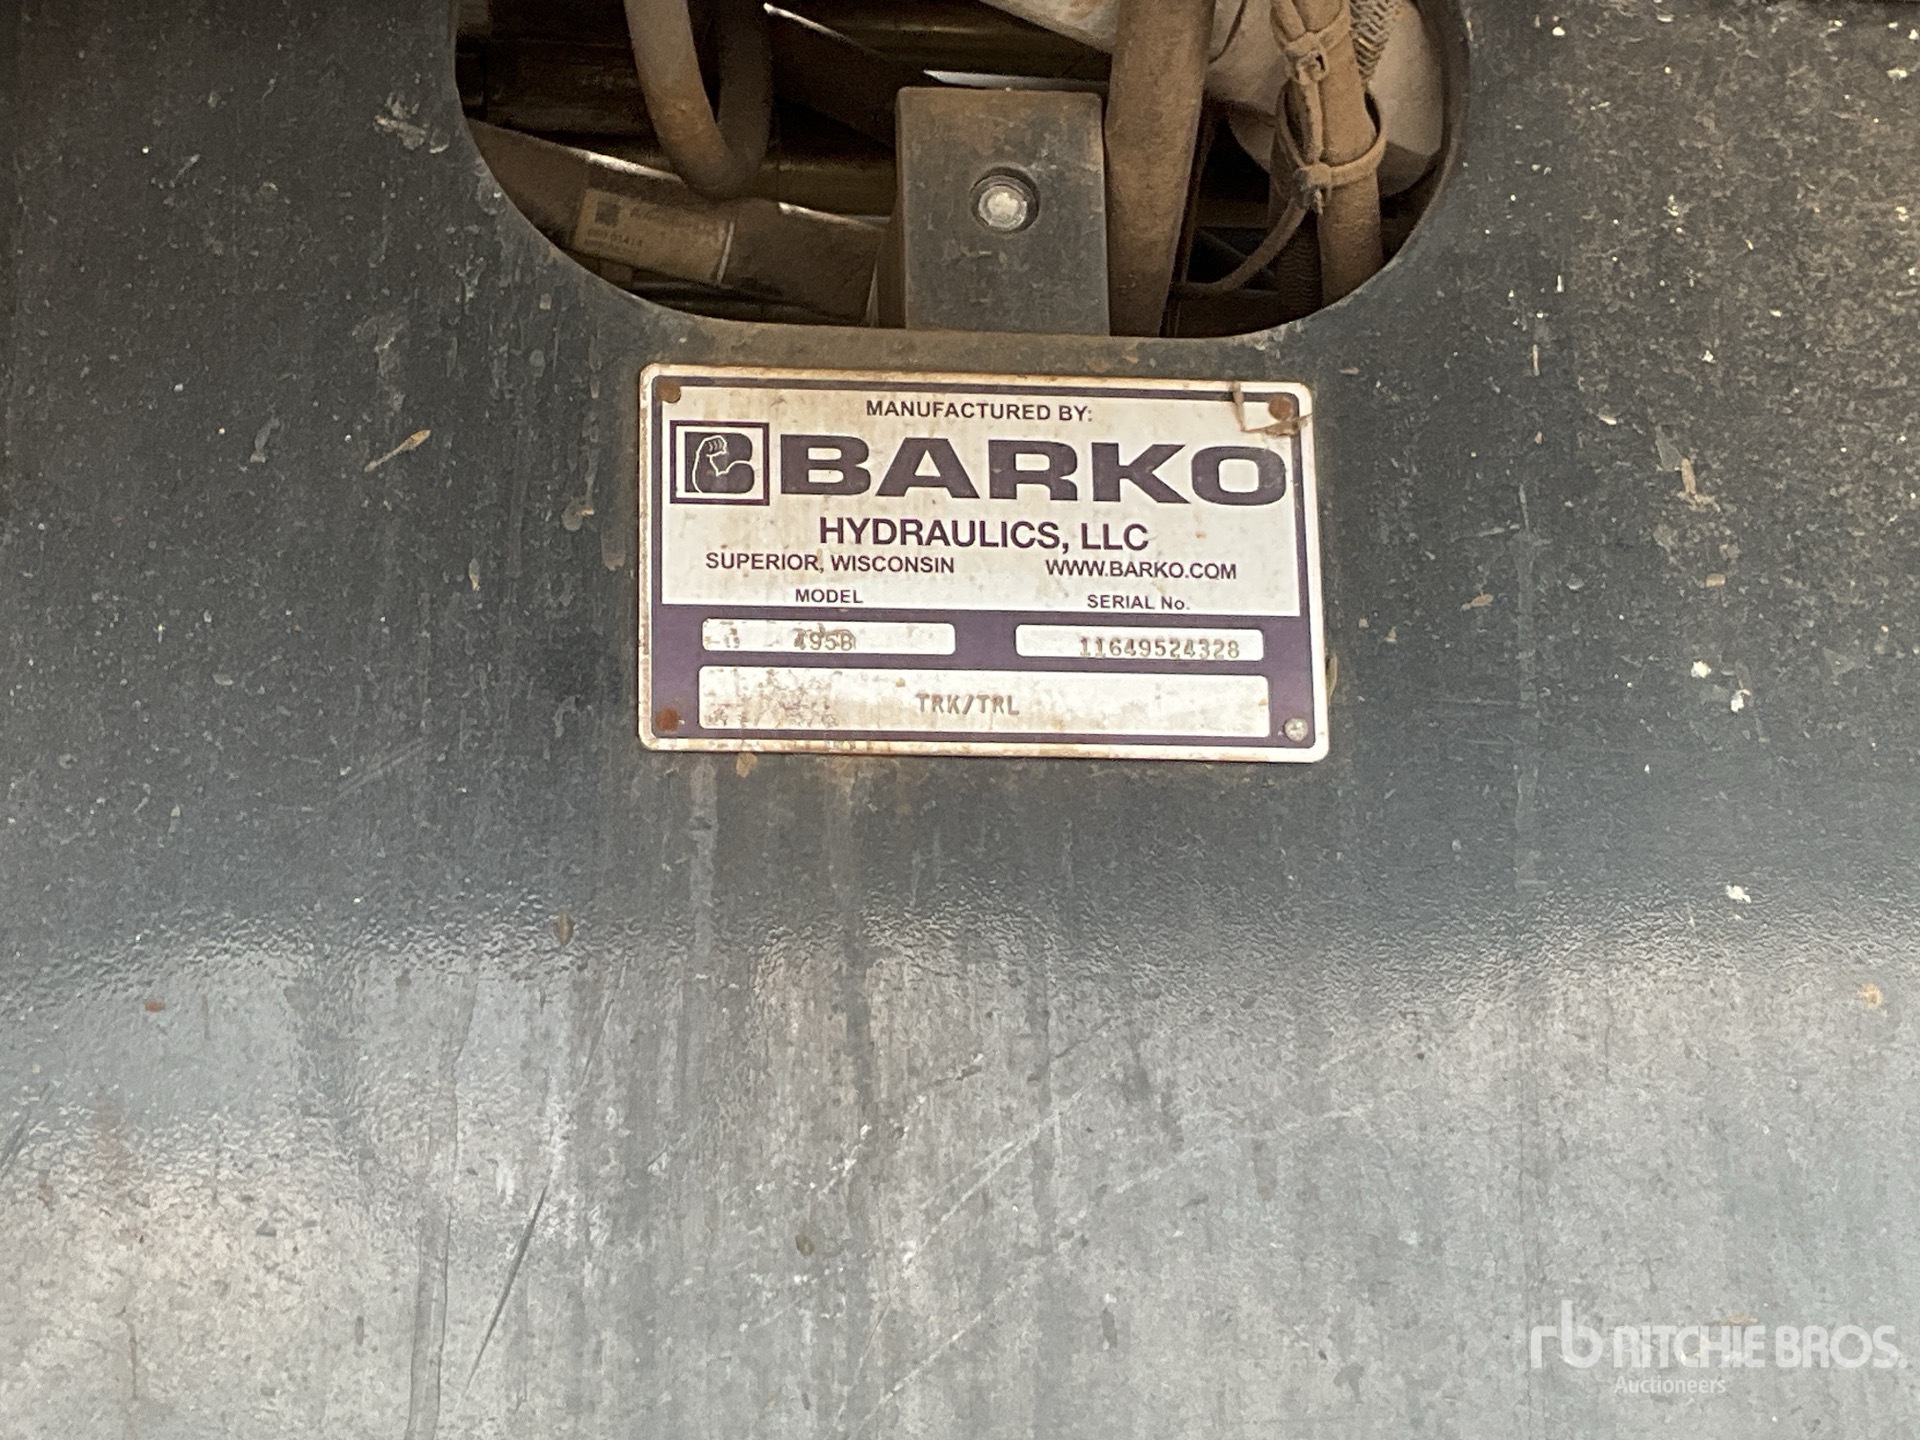 MANUFACTURED BY:
BARKO
HYDRAULICS, LLC
SUPERIOR, WISCONSIN WWW.BARKO.COM
MODEL SERIAL No.
495B 11649524328
TRK/TRL
rb RITCHIE BROS.
Auctioneers